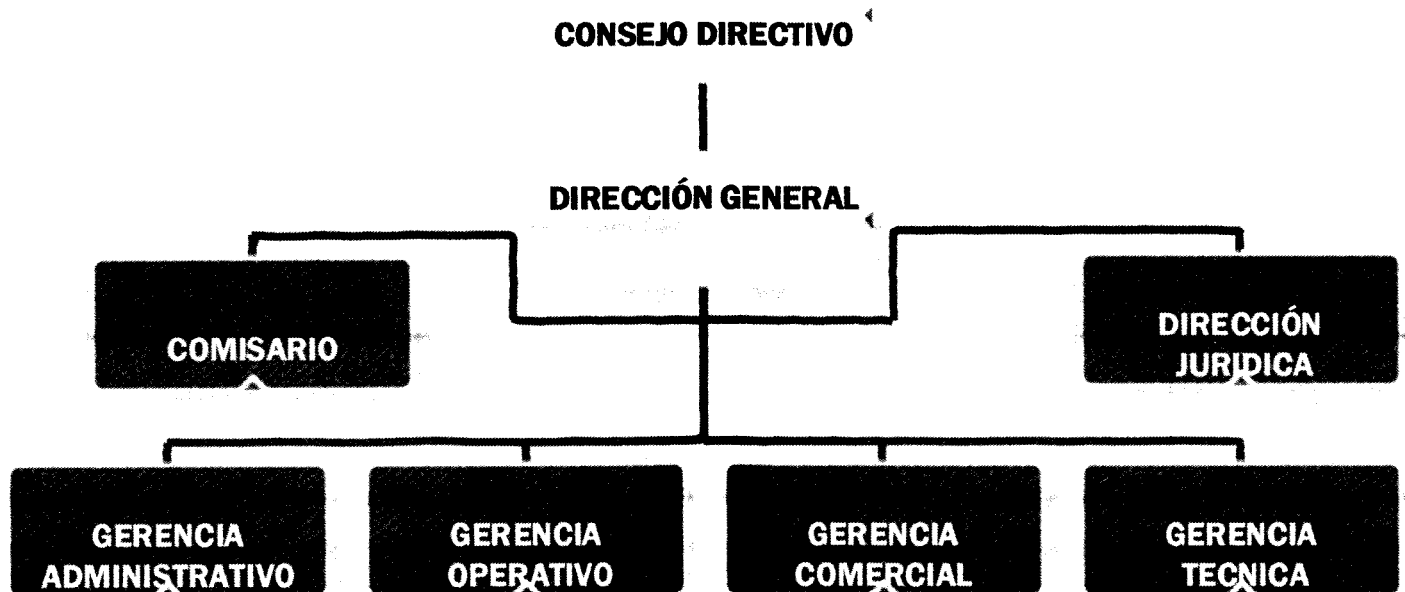 CONSEJO DIRECTIVO
DIRECCIÓN GENERAL
COMISARIO
DIRECCIÓN
JURIDICA
GERENCIA
ADMINISTRATIVO
GERENCIA
OPERATIVO
GERENCIA
COMERCIAL
GERENCIA
TECNICA